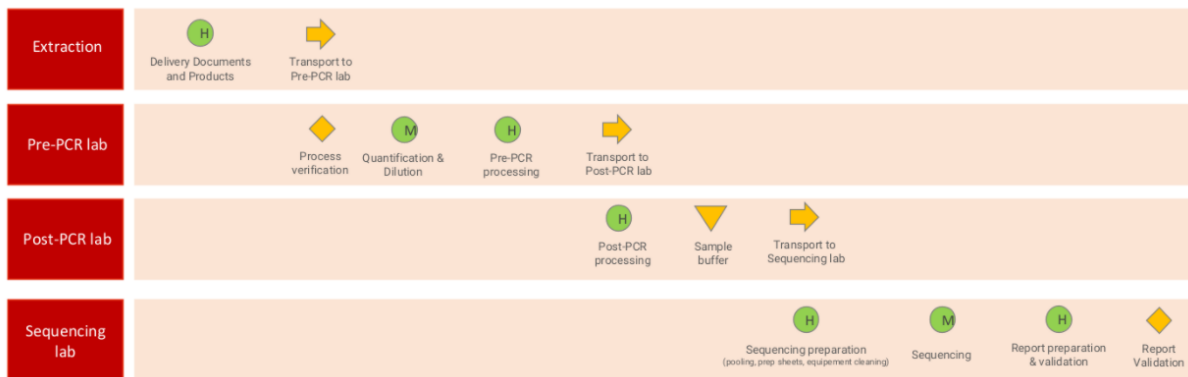 Extraction
H
Delivery Documents
and Products
Transport to
Pre-PCR lab
Pre-PCR lab
Process
verification
M
Quantification &
Dilution
H
Pre-PCR
processing
Transport to
Post-PCR lab
Post-PCR lab
H
Post-PCR
processing
Sample
buffer
Transport to
Sequencing lab
Sequencing
lab
H
Sequencing preparation
(pooling, prep sheets, equipement cleaning)
M
Sequencing
H
Report preparation
& validation
Report
Validation